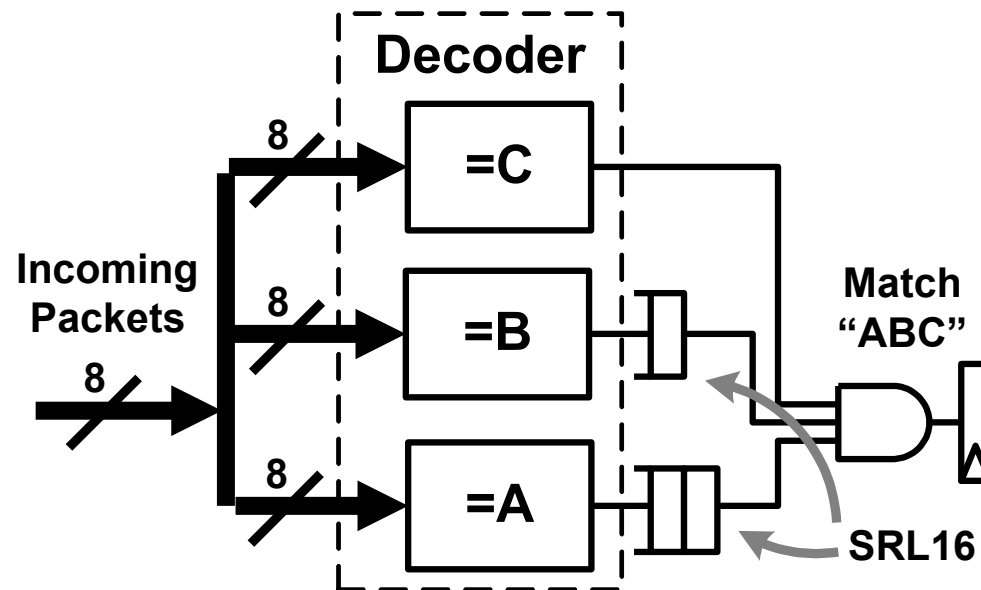 Decoder
8
=C
Incoming
Packets
8
8
=B
Match
“ABC”
8
=A
SRL16